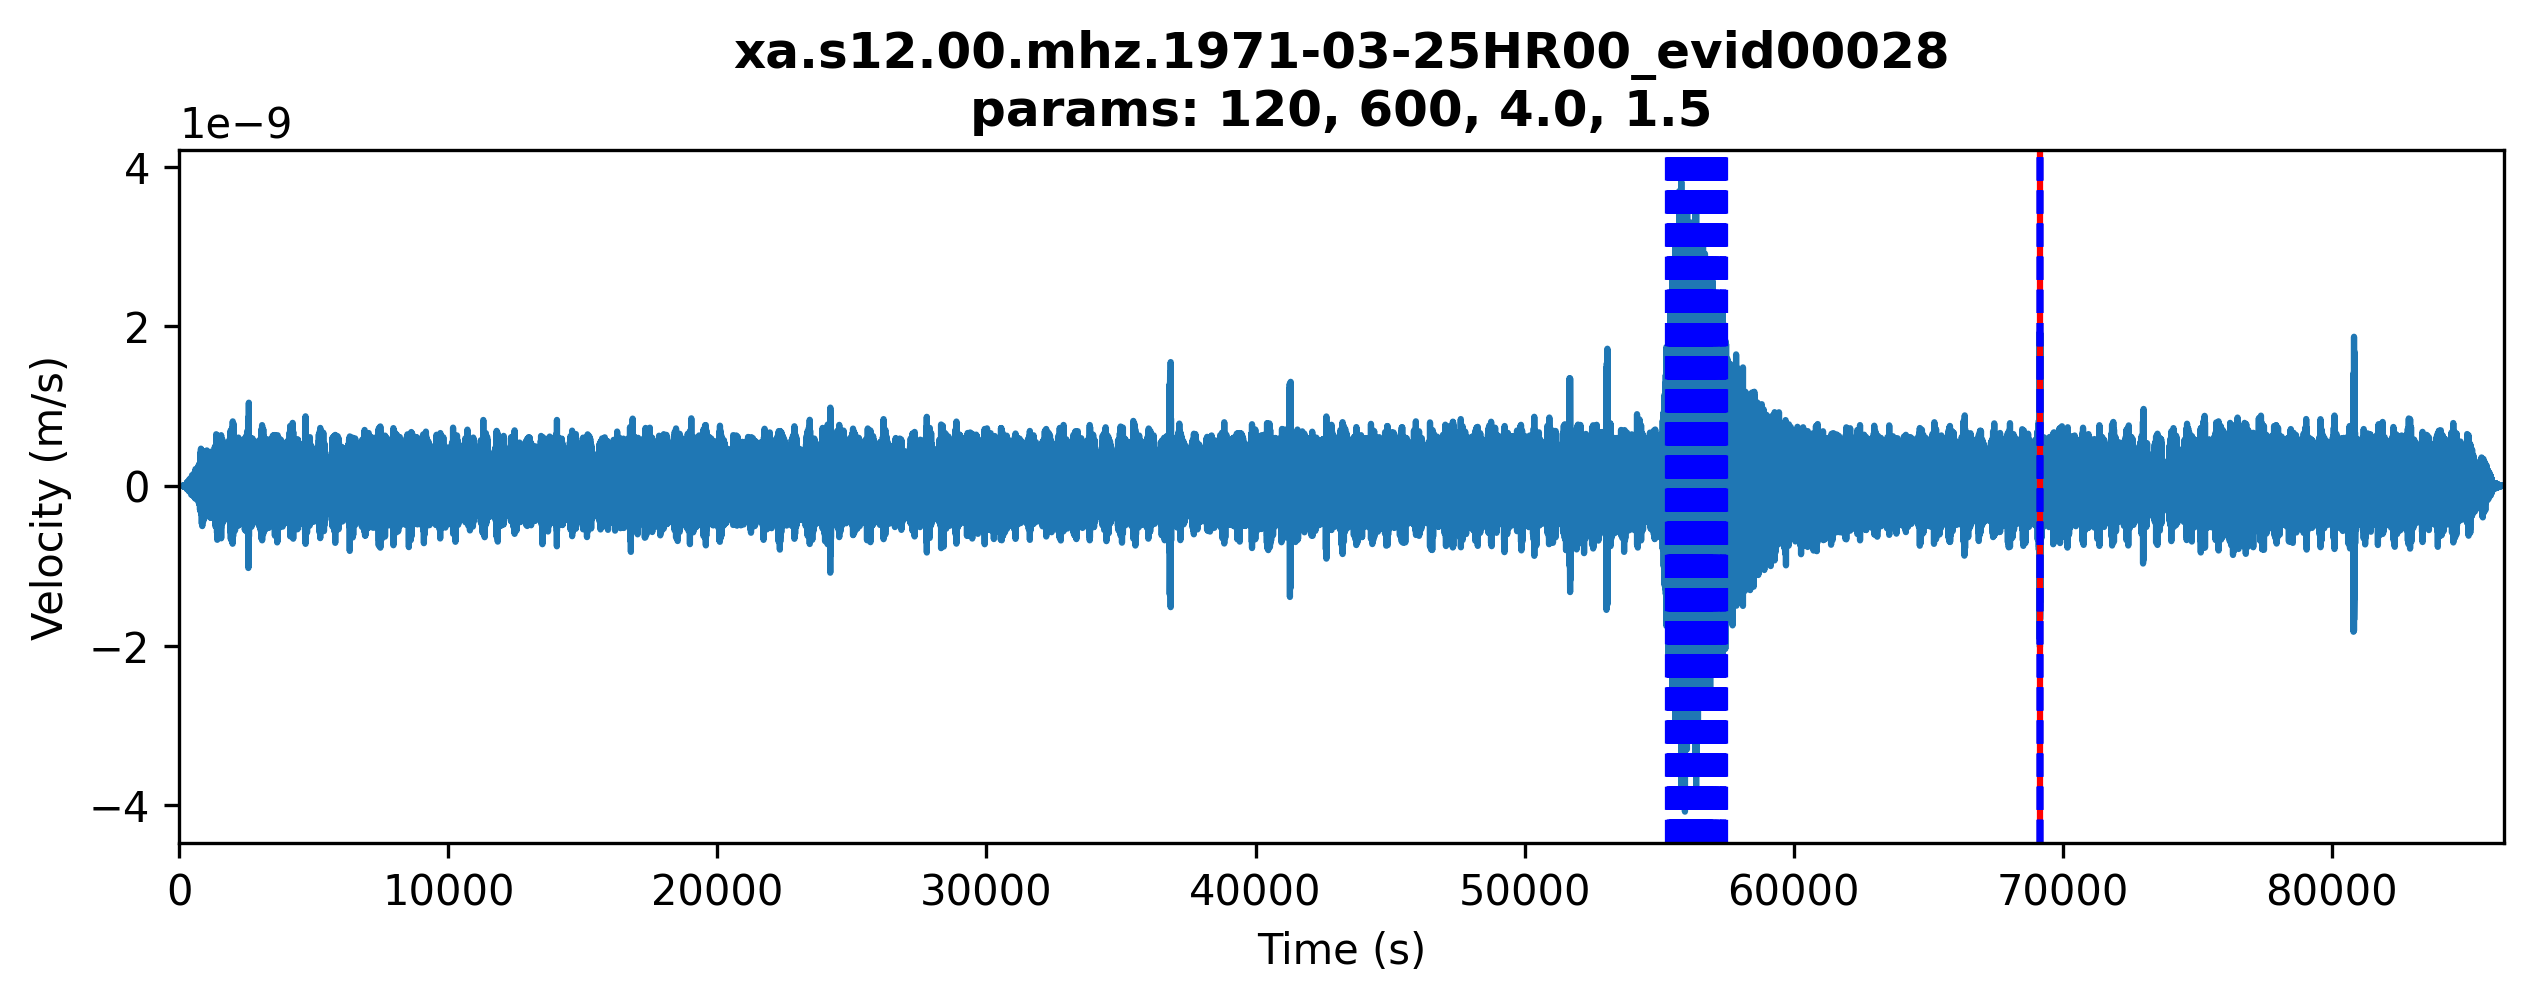 xa.s12.00.mhz.1971-03-25HR00_evid00028
params: 120, 600, 4.0, 1.5
1e−9
4
2
0
−2
−4
Velocity (m/s)
0 10000 20000 30000 40000 50000 60000 70000 80000
Time (s)